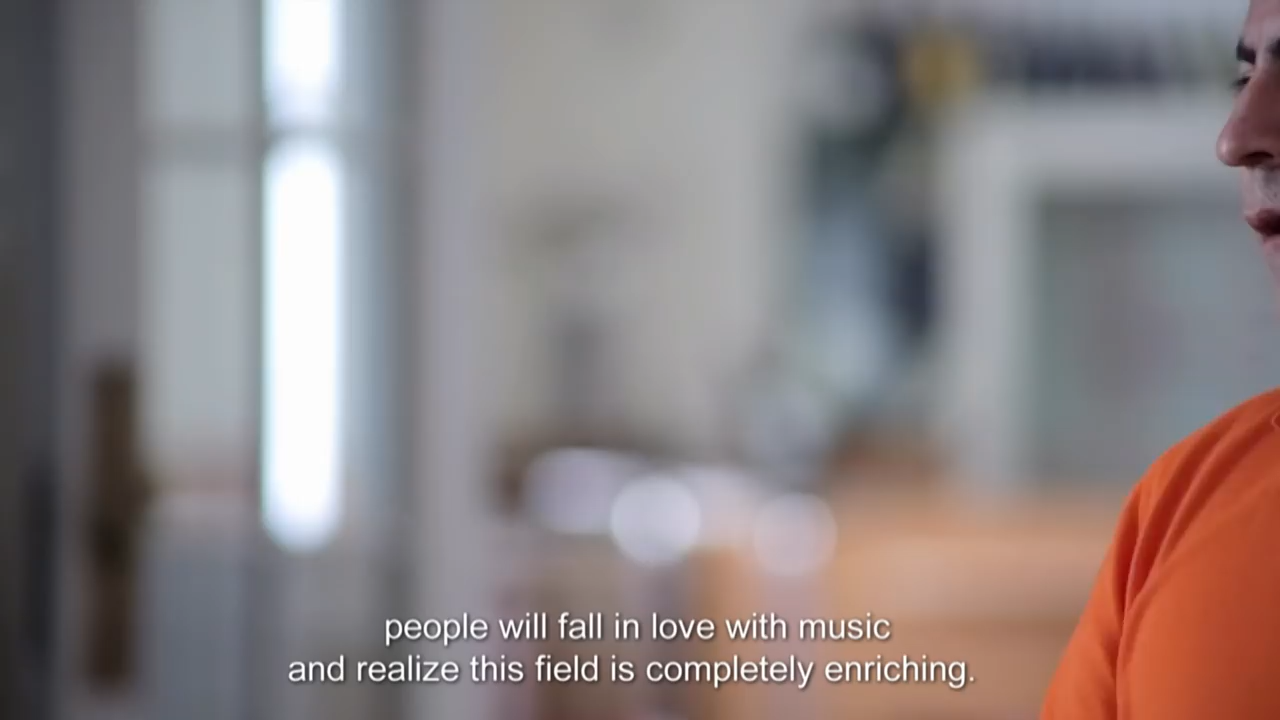 people will fall in love with music
and realize this field is completely enriching.